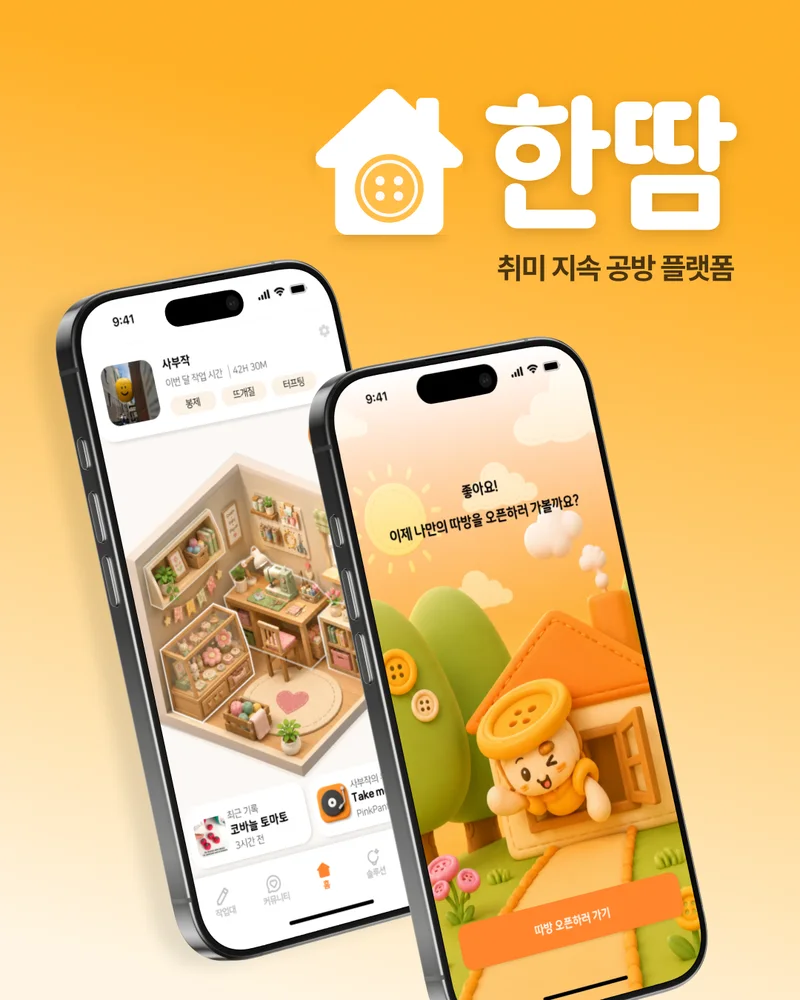 한땀
취미 지속 공방 플랫폼
9:41
사부작
이번 달 작업 시간 | 42H 30M
봉제
뜨개질
터프팅
최근 기록
코바늘 토마토
3시간 전
사부작의
Take m
PinkPan
작업대
커뮤니티
홈
솔루션
9:41
좋아요!
이제 나만의 따방을 오픈하러 가볼까요?
따방 오픈하러 가기